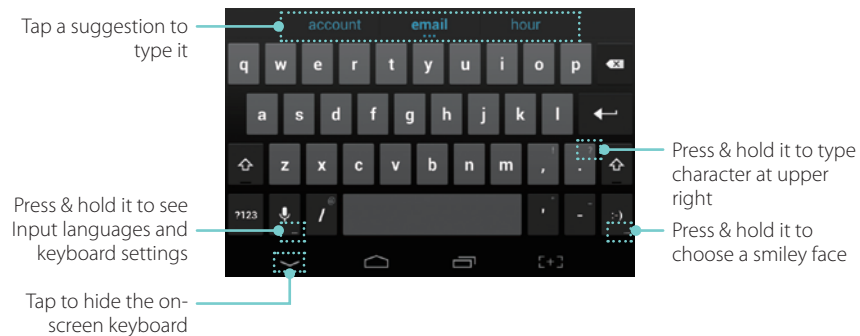 Tap a suggestion to
type it
account email hour
q w e r t y u i o p
a s d f g h j k l
z x c v b n m , ! . ?
?123 / ' - :-)
Press & hold it to type
character at upper
right
Press & hold it to see
Input languages and
keyboard settings
Press & hold it to
choose a smiley face
Tap to hide the on-
screen keyboard